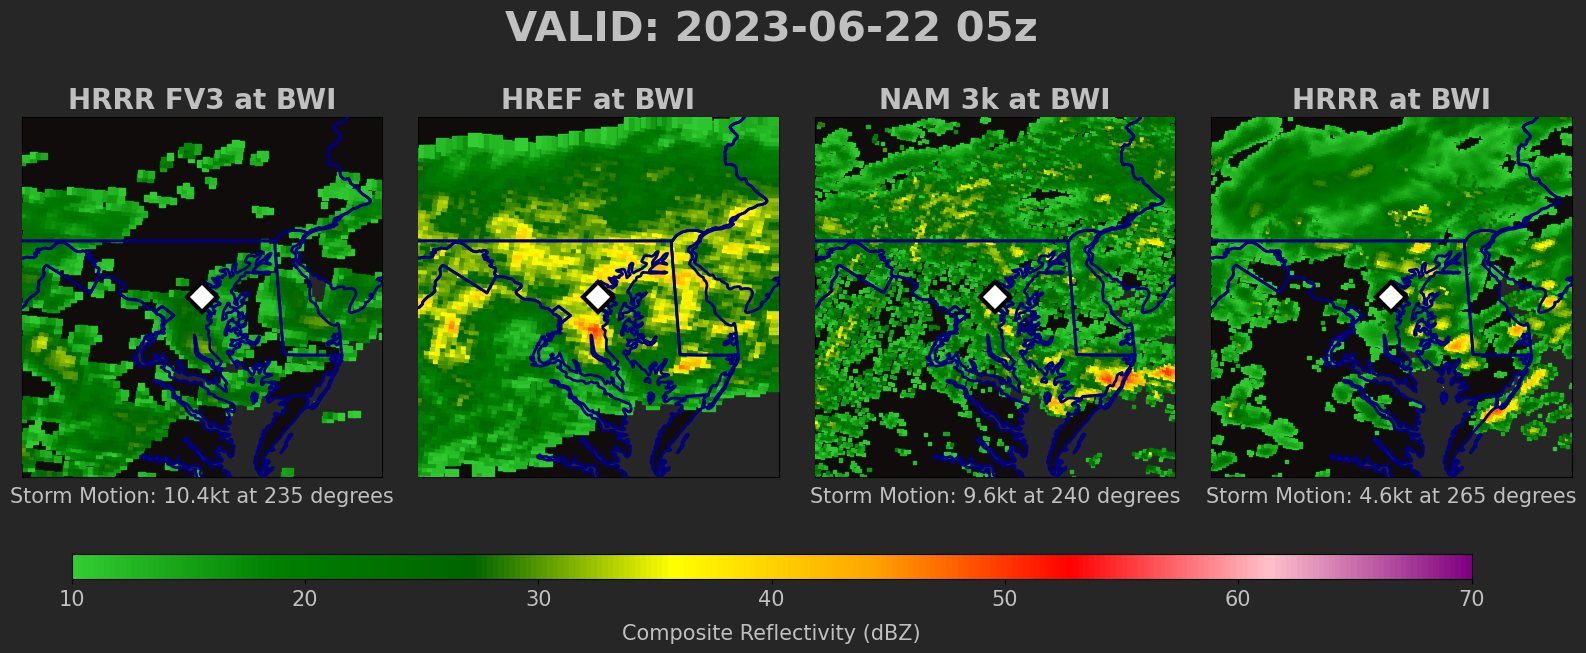 VALID: 2023-06-22 05z
HRRR FV3 at BWI
HREF at BWI
NAM 3k at BWI
HRRR at BWI
Storm Motion: 10.4kt at 235 degrees
Storm Motion: 9.6kt at 240 degrees
Storm Motion: 4.6kt at 265 degrees
10 20 30 40 50 60 70
Composite Reflectivity (dBZ)